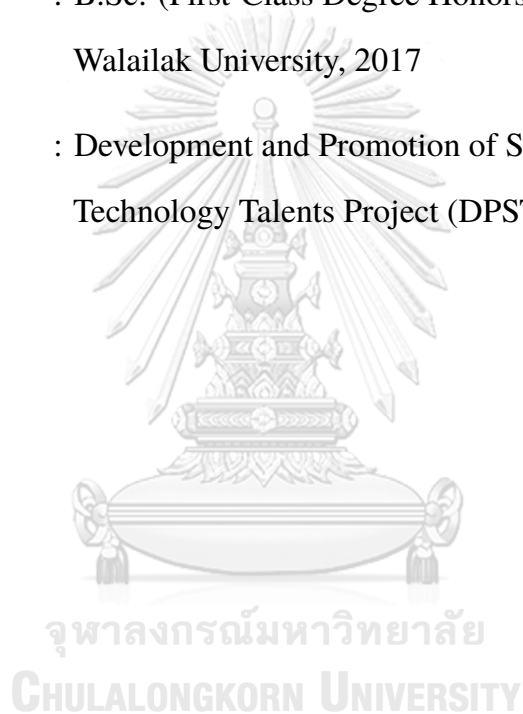 : B.Sc. (First Class Degree Honors
Walailak University, 2017
: Development and Promotion of S
Technology Talents Project (DPST
จุฬาลงกรณ์มหาวิทยาลัย
CHULALONGKORN UNIVERSITY